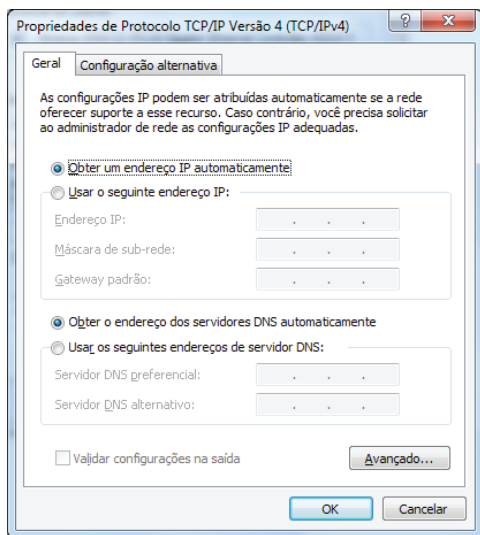 Propriedades de Protocolo TCP/IP Versão 4 (TCP/IPv4)
Geral
Configuração alternativa
As configurações IP podem ser atribuídas automaticamente se a rede
oferecer suporte a esse recurso. Caso contrário, você precisa solicitar
ao administrador de rede as configurações IP adequadas.
Obter um endereço IP automaticamente
Usar o seguinte endereço IP:
Endereço IP:
Máscara de sub-rede:
Gateway padrão:
Obter o endereço dos servidores DNS automaticamente
Usar os seguintes endereços de servidor DNS:
Servidor DNS preferencial:
Servidor DNS alternativo:
Validar configurações na saída
Avançado...
OK
Cancelar